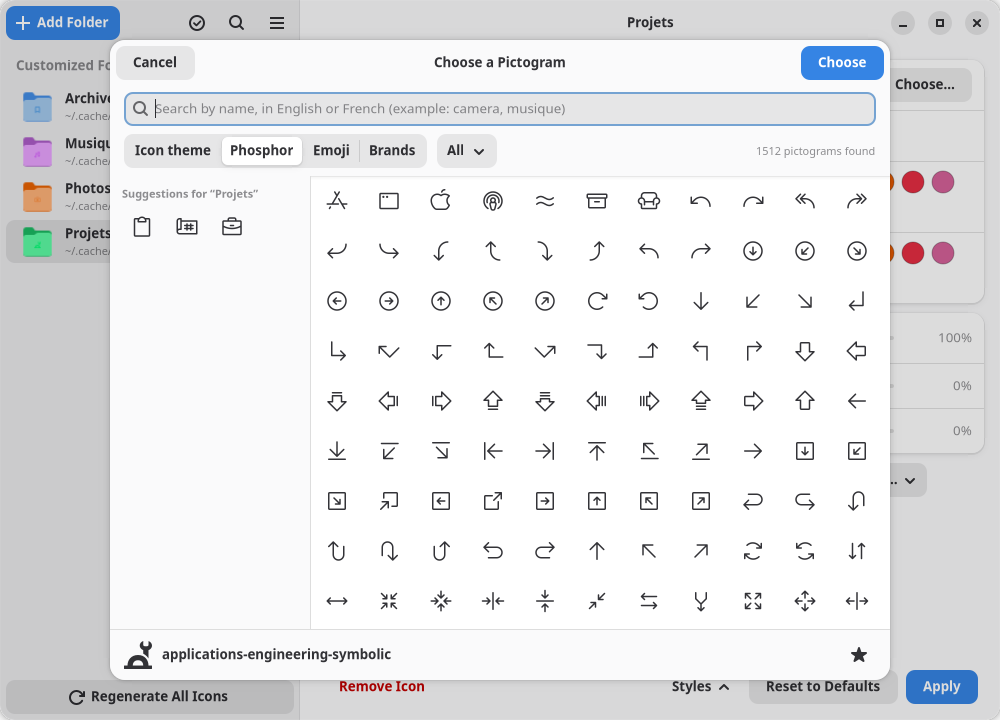 Add Folder
Projets
Customized Fo
Choose...
Archive
~/.cache/
Musiqu
~/.cache/
Photos
~/.cache/
Projets
~/.cache/
Cancel
Choose a Pictogram
Choose
Search by name, in English or French (example: camera, musique)
Icon theme
Phosphor
Emoji
Brands
All
1512 pictograms found
Suggestions for “Projets”
100%
0%
0%
applications-engineering-symbolic
Regenerate All Icons
Remove Icon
Styles
Reset to Defaults
Apply